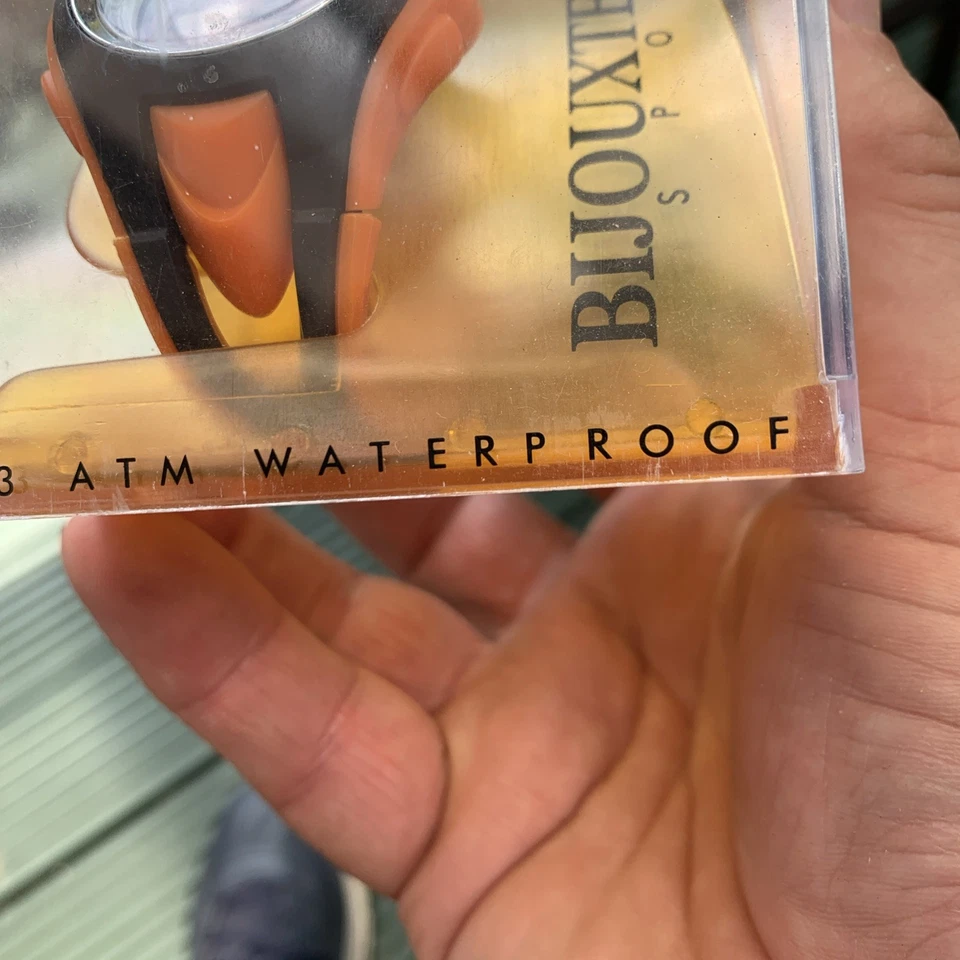 BIJOUXTE
SPO
3 ATM WATERPROOF